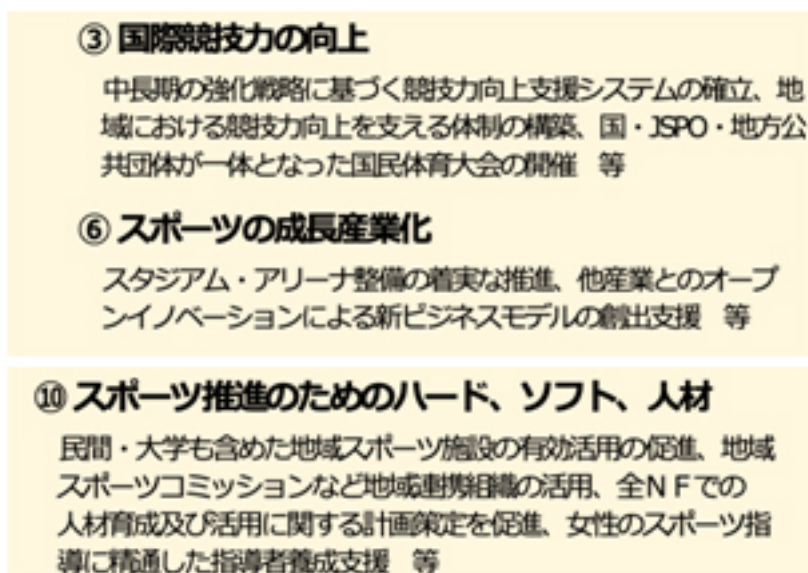 ③ 国際競技力の向上
中長期の強化戦略に基づく競技力向上支援システムの確立、地
域における競技力向上を支える体制の構築、国・JSPO・地方公
共団体が一体となった国民体育大会の開催　等
⑥ スポーツの成長産業化
スタジアム・アリーナ整備の着実な推進、他産業とのオープ
ンイノベーションによる新ビジネスモデルの創出支援　等
⑩ スポーツ推進のためのハード、ソフト、人材
民間・大学も含めた地域スポーツ施設の有効活用の促進、地域
スポーツコミッションなど地域連携組織の活用、全ＮＦでの
人材育成及び活用に関する計画策定を促進、女性のスポーツ指
導に精通した指導者養成支援　等